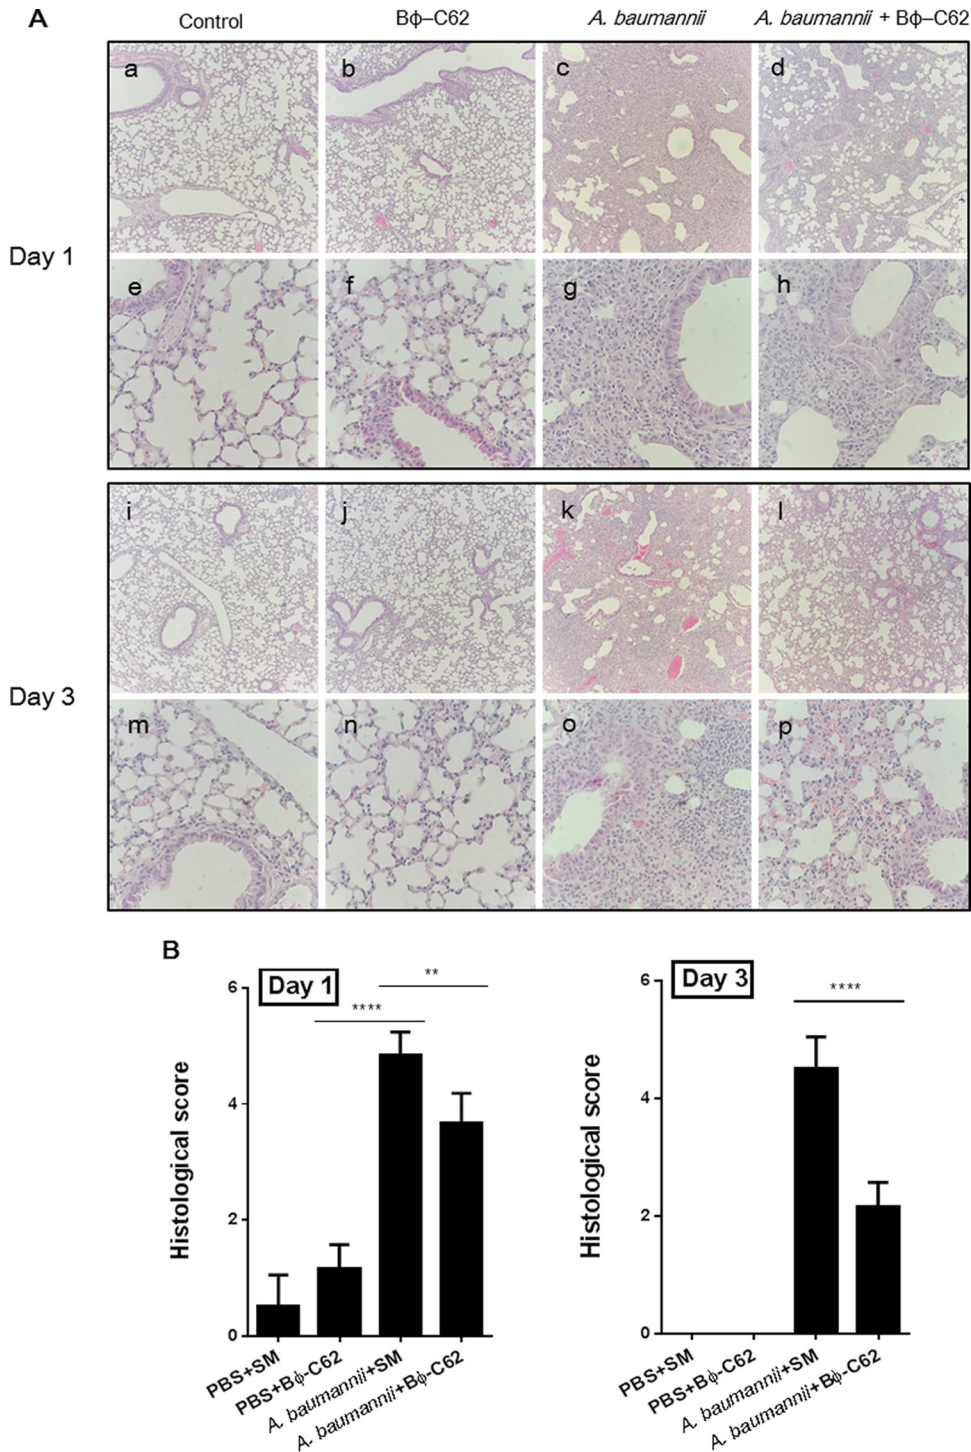 A
Control Bϕ–C62 A. baumannii A. baumannii + Bϕ–C62
a b c d
Day 1
e f g h
i j k l
Day 3
m n o p
B
Day 1
**
****
Histological score
6
4
2
0
PBS+SM
PBS+Bϕ-C62
A. baumannii+SM
A. baumannii+Bϕ-C62
Day 3
****
Histological score
6
4
2
0
PBS+SM
PBS+Bϕ-C62
A. baumannii+SM
A. baumannii+Bϕ-C62